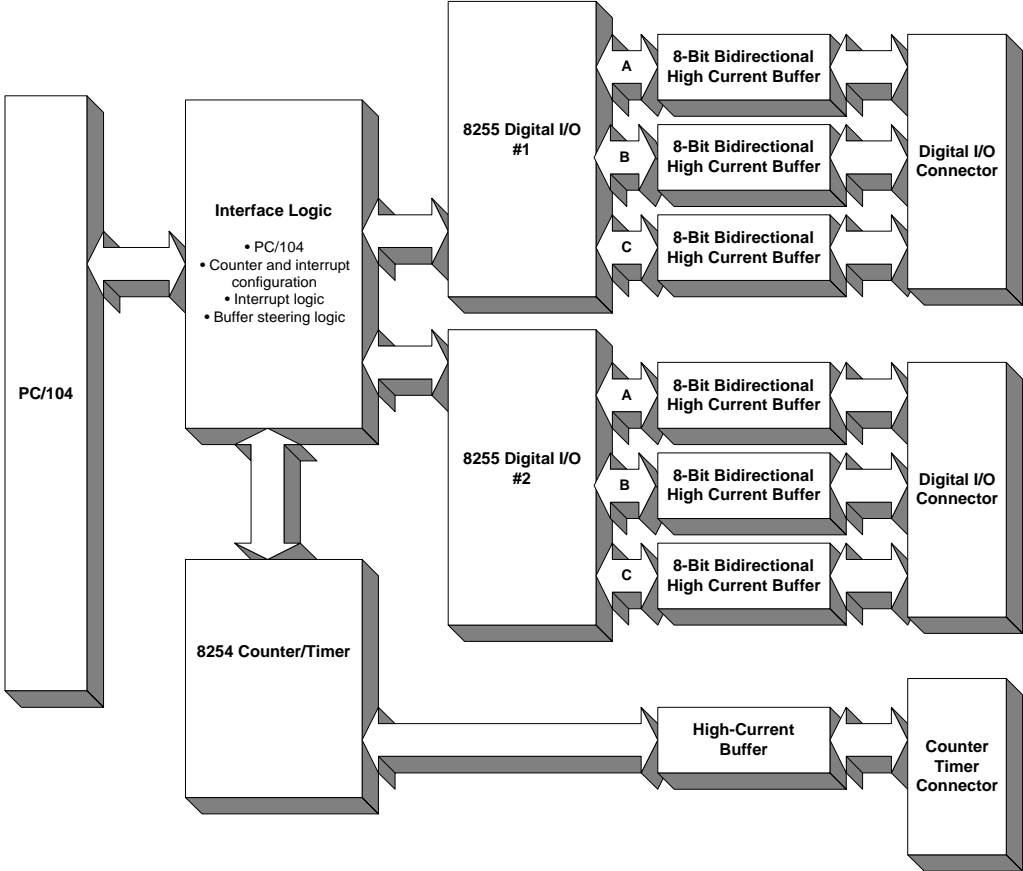 PC/104
Interface Logic
• PC/104
• Counter and interrupt
configuration
• Interrupt logic
• Buffer steering logic
8255 Digital I/O
#1
A
8-Bit Bidirectional
High Current Buffer
B
8-Bit Bidirectional
High Current Buffer
C
8-Bit Bidirectional
High Current Buffer
Digital I/O
Connector
8255 Digital I/O
#2
A
8-Bit Bidirectional
High Current Buffer
B
8-Bit Bidirectional
High Current Buffer
C
8-Bit Bidirectional
High Current Buffer
Digital I/O
Connector
8254 Counter/Timer
High-Current
Buffer
Counter
Timer
Connector